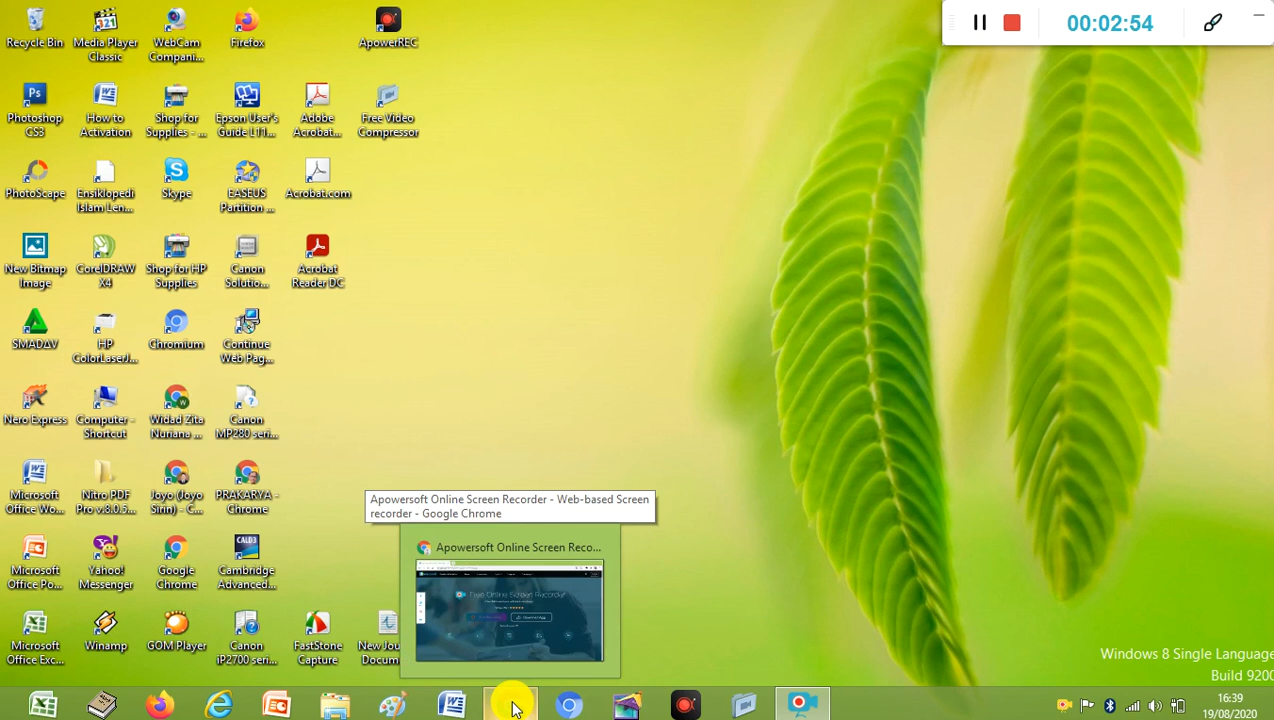 Recycle Bin
Media Player
Classic
WebCam
Compani...
Firefox
ApowerREC
00:02:54
Photoshop
CS3
How to
Activation
Shop for
Supplies - ...
Epson User's
Guide L11...
Adobe
Acrobat...
Free Video
Compressor
PhotoScape
Ensiklopedi
Islam Len...
Skype
EASEUS
Partition ...
Acrobat.com
New Bitmap
Image
CorelDRAW
X4
Shop for HP
Supplies
Canon
Solutio...
Acrobat
Reader DC
SMADΔV
HP
ColorLaserJ...
Chromium
Continue
Web Pag...
Nero Express
Computer -
Shortcut
Widad Zita
Nuriana ...
Canon
MP280 seri...
Microsoft
Office Wo...
Nitro PDF
Pro v.8.0.5...
Joyo (Joyo
Sirin) - C...
PRAKARYA -
Chrome
Apowersoft Online Screen Recorder - Web-based Screen
recorder - Google Chrome
Apowersoft Online Screen Reco...
Free Online Screen Recorder
Microsoft
Office Po...
Yahoo!
Messenger
Google
Chrome
Cambridge
Advanced...
Microsoft
Office Exc...
Winamp
GOM Player
Canon
iP2700 seri...
FastStone
Capture
New Jou
Docum
Windows 8 Single Language
Build 9200
16:39
19/08/2020